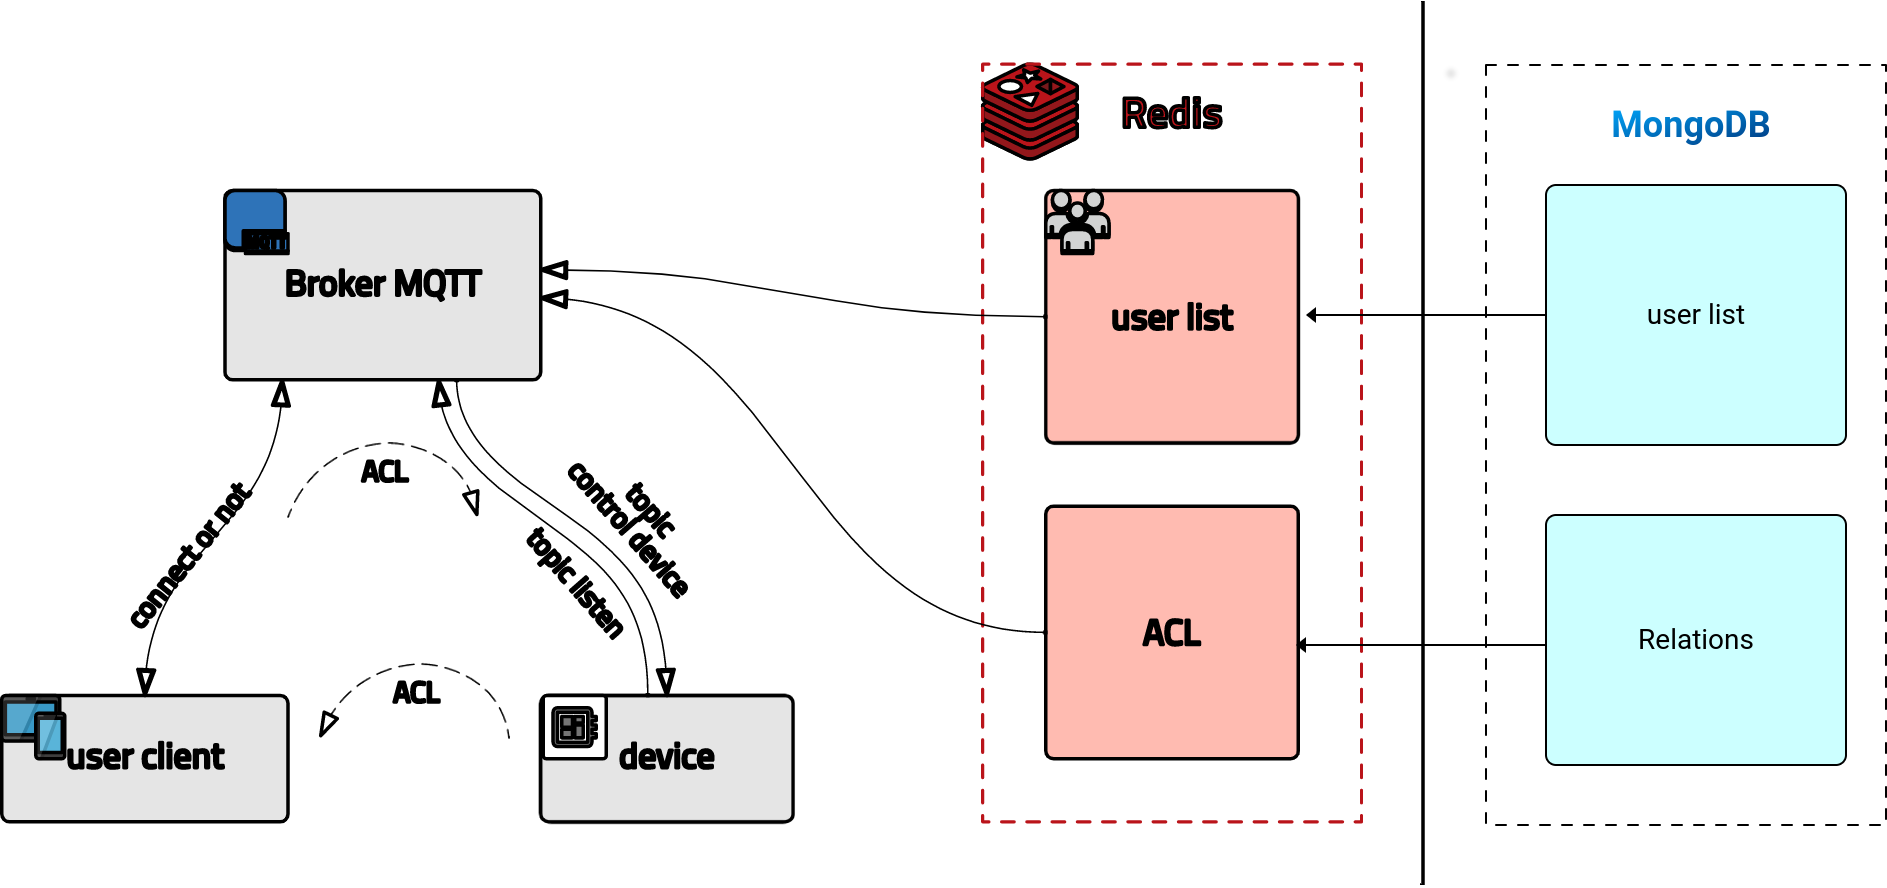 Redis
MongoDB
Broker MQTT
user list
user list
ACL
connect or not
topic
control device
topic listen
ACL
Relations
ACL
user client
device